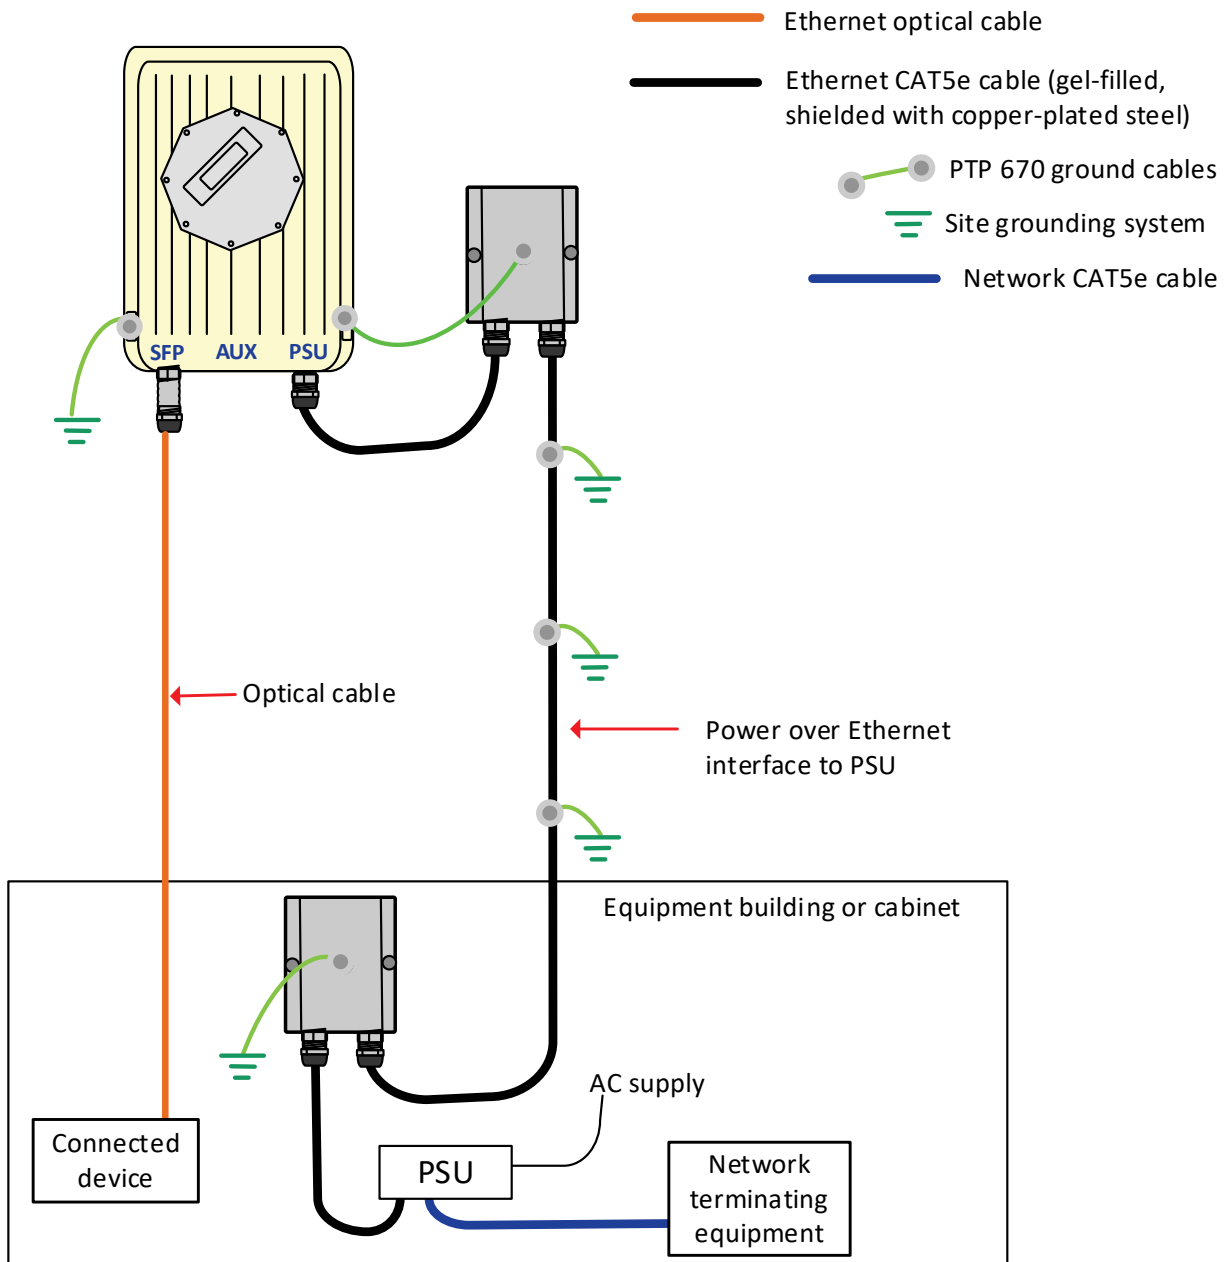 Ethernet optical cable
Ethernet CAT5e cable (gel-filled,
shielded with copper-plated steel)
PTP 670 ground cables
Site grounding system
Network CAT5e cable
SFP AUX PSU
Optical cable
Power over Ethernet
interface to PSU
Equipment building or cabinet
AC supply
Connected
device
PSU
Network
terminating
equipment